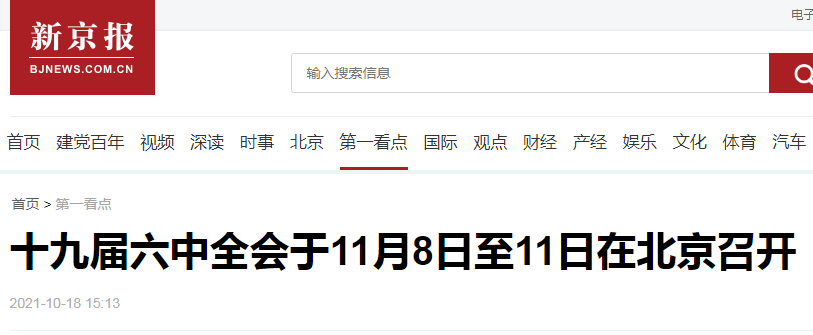 电子
新京报
BJNEWS.COM.CN
输入搜索信息
首页 建党百年 视频 深读 时事 北京 第一看点 国际 观点 财经 产经 娱乐 文化 体育 汽车
首页 > 第一看点
十九届六中全会于11月8日至11日在北京召开
2021-10-18 15:13